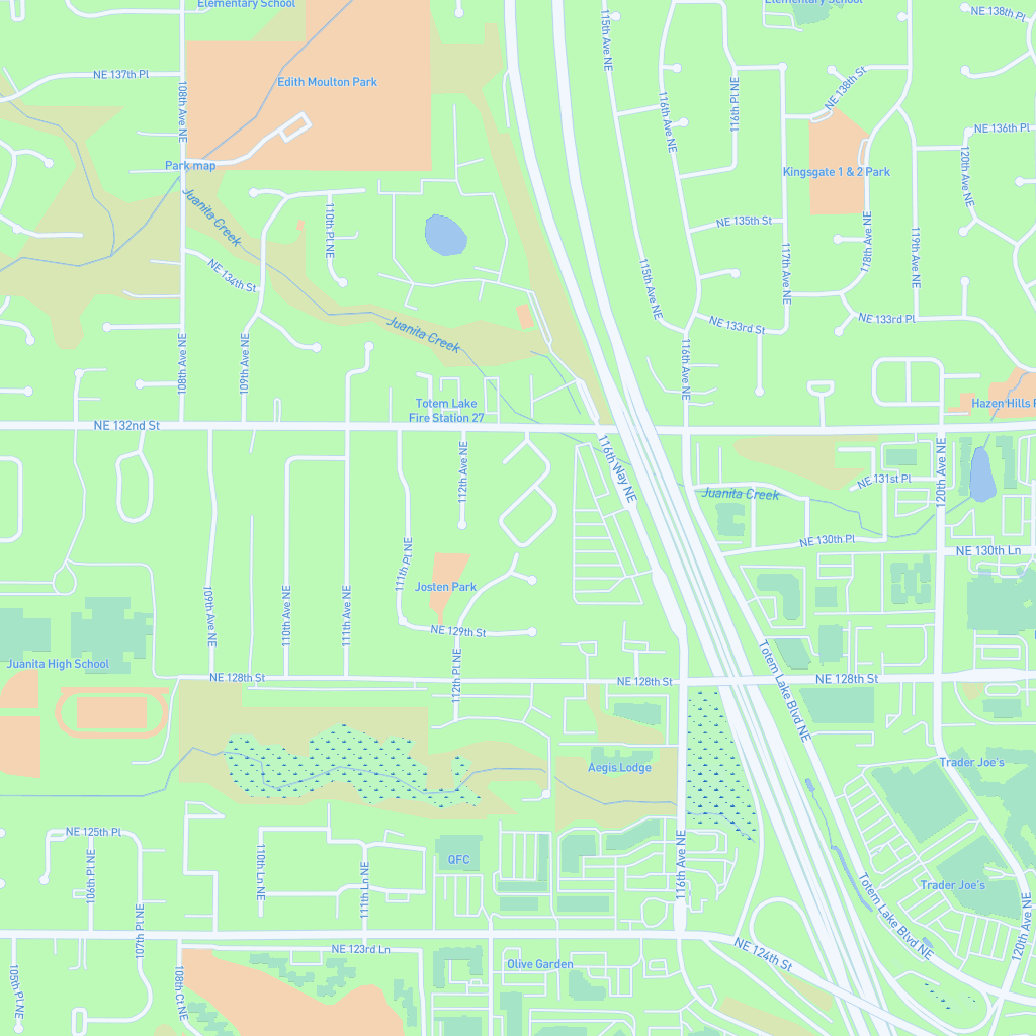 Elementary School
Elementary School
NE 138th Pl
115th Ave NE
NE 137th Pl
Edith Moulton Park
NE 138th St
108th Ave NE
116th Pl NE
116th Ave NE
NE 136th Pl
Park map
Kingsgate 1 & 2 Park
120th Ave NE
Juanita Creek
110th Pl NE
NE 135th St
118th Ave NE
119th Ave NE
117th Ave NE
NE 134th St
115th Ave NE
Juanita Creek
NE 133rd St
NE 133rd Pl
108th Ave NE
109th Ave NE
116th Ave NE
Totem Lake
Fire Station 27
Hazen Hills P
NE 132nd St
116th Way NE
112th Ave NE
120th Ave NE
NE 131st Pl
Juanita Creek
NE 130th Pl
NE 130th Ln
111th Pl NE
Josten Park
109th Ave NE
110th Ave NE
111th Ave NE
NE 129th St
Juanita High School
112th Pl NE
NE 128th St
NE 128th St
NE 128th St
Totem Lake Blvd NE
Aegis Lodge
Trader Joe's
NE 125th Pl
106th Pl NE
110th Ln NE
QFC
116th Ave NE
111th Ln NE
Trader Joe's
107th Pl NE
Totem Lake Blvd NE
120th Ave NE
NE 123rd Ln
NE 124th St
Olive Garden
105th Pl NE
108th Ct NE